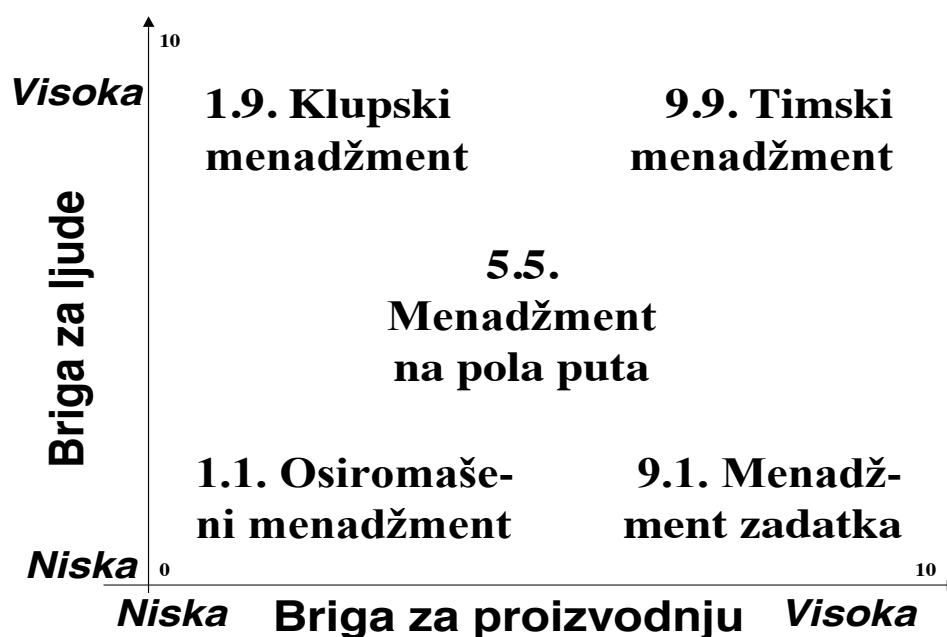 10
Visoka
1.9. Klupski
menadžment
9.9. Timski
menadžment
Briga za ljude
5.5.
Menadžment
na pola puta
1.1. Osiromaše-
ni menadžment
9.1. Menadž-
ment zadatka
Niska
0
10
Niska
Briga za proizvodnju
Visoka